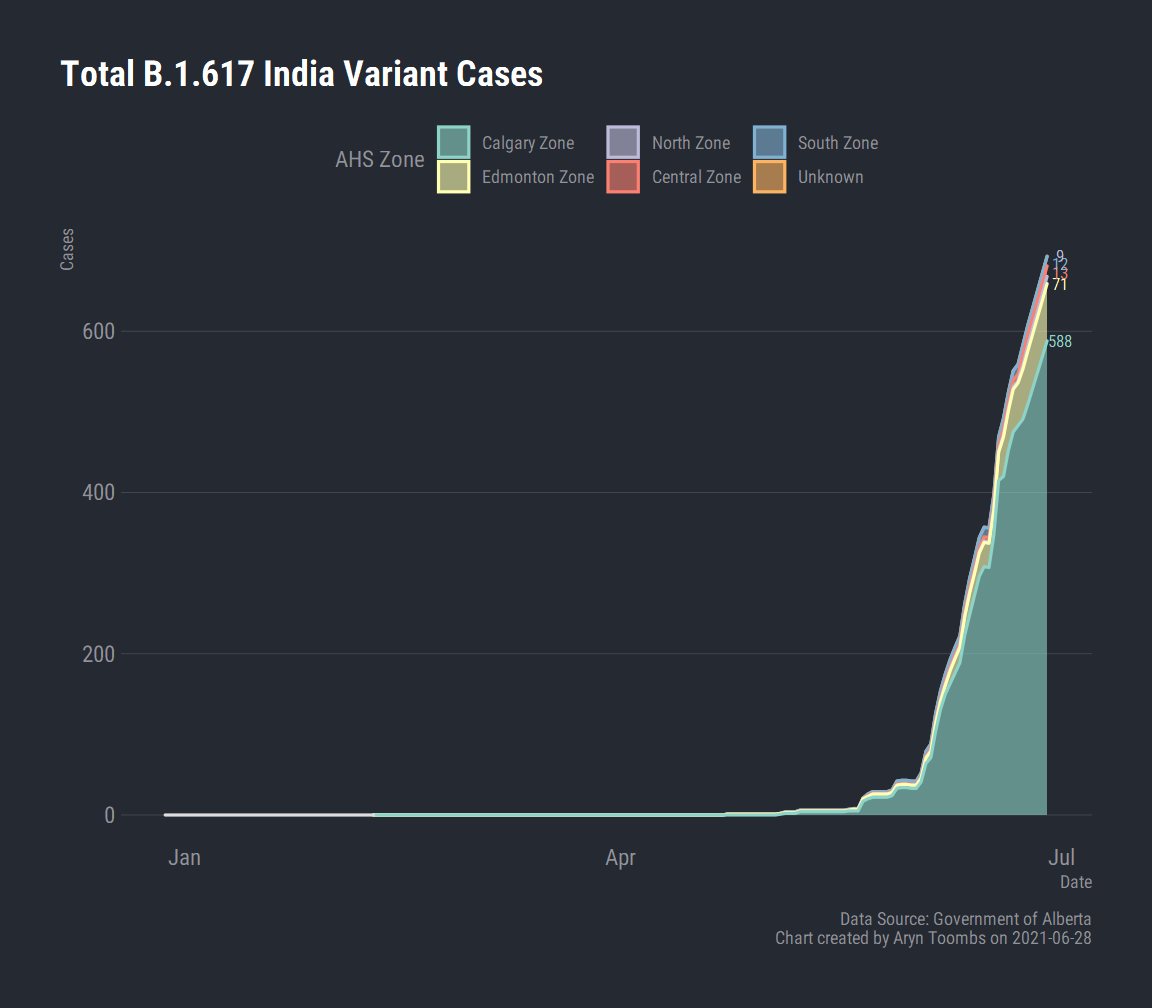 Total B.1.617 India Variant Cases
AHS Zone
Calgary Zone
North Zone
South Zone
Edmonton Zone
Central Zone
Unknown
Cases
9
12
13
71
588
600
400
200
0
Jan
Apr
Jul
Date
Data Source: Government of Alberta
Chart created by Aryn Toombs on 2021-06-28